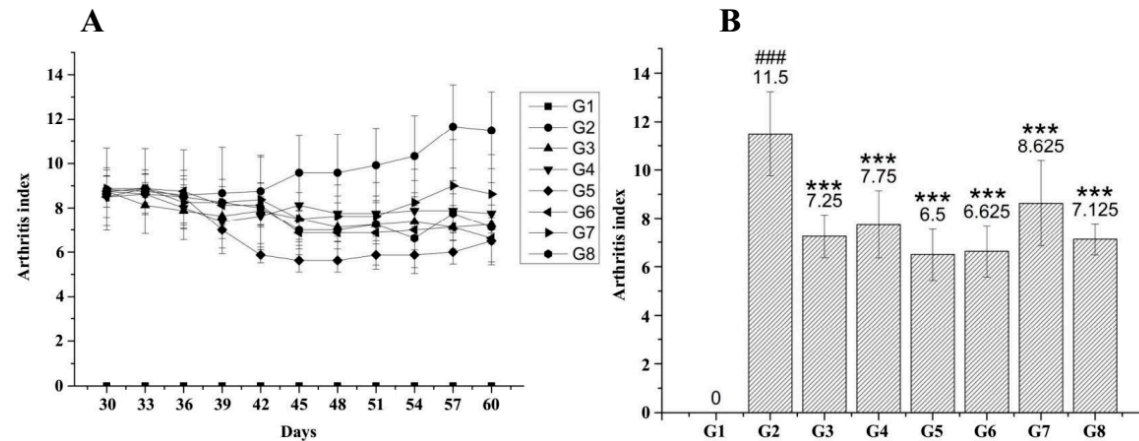 A
Arthritis index
14
12
10
8
6
4
2
0
30 33 36 39 42 45 48 51 54 57 60
Days
G1
G2
G3
G4
G5
G6
G7
G8
B
Arthritis index
14
12
10
8
6
4
2
0
0
###
11.5
***
7.25
***
7.75
***
6.5
***
6.625
***
8.625
***
7.125
G1 G2 G3 G4 G5 G6 G7 G8